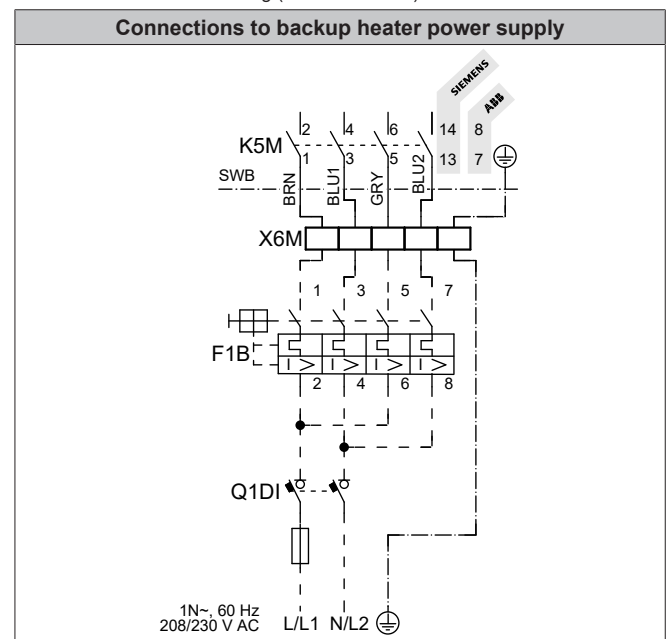 Connections to backup heater power supply
SIEMENS
ABB
2 4 6 14 8
K5M
1 3 5 13 7
SWB
BRN BLU1 GRY BLU2
X6M
1 3 5 7
F1B
I > I > I > I >
2 4 6 8
Q1DI
1N~, 60 Hz
208/230 V AC
L/L1 N/L2